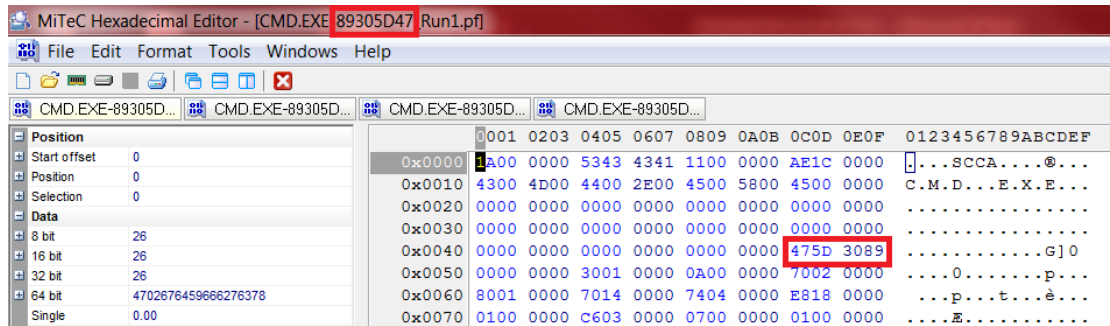 MiTeC Hexadecimal Editor - [CMD.EXE 89305D47_Run1.pf]
File Edit Format Tools Windows Help
CMD.EXE-89305D... CMD.EXE-89305D... CMD.EXE-89305D... CMD.EXE-89305D...
Position
Start offset 0
Position 0
Selection 0
Data
8 bit 26
16 bit 26
32 bit 26
64 bit 4702676459666276378
Single 0.00
0001 0203 0405 0607 0809 0A0B 0C0D 0E0F 0123456789ABCDEF
0x0000 1A00 0000 5343 4341 1100 0000 AE1C 0000 ....SCCA....®...
0x0010 4300 4D00 4400 2E00 4500 5800 4500 0000 C.M.D...E.X.E...
0x0020 0000 0000 0000 0000 0000 0000 0000 0000 ................
0x0030 0000 0000 0000 0000 0000 0000 0000 0000 ................
0x0040 0000 0000 0000 0000 0000 0000 475D 3089 ............G]0
0x0050 0000 0000 3001 0000 0A00 0000 7002 0000 ....0.......p...
0x0060 8001 0000 7014 0000 7404 0000 E818 0000 ...p...t...è...
0x0070 0100 0000 C603 0000 0700 0000 0100 0000 ....Æ...........